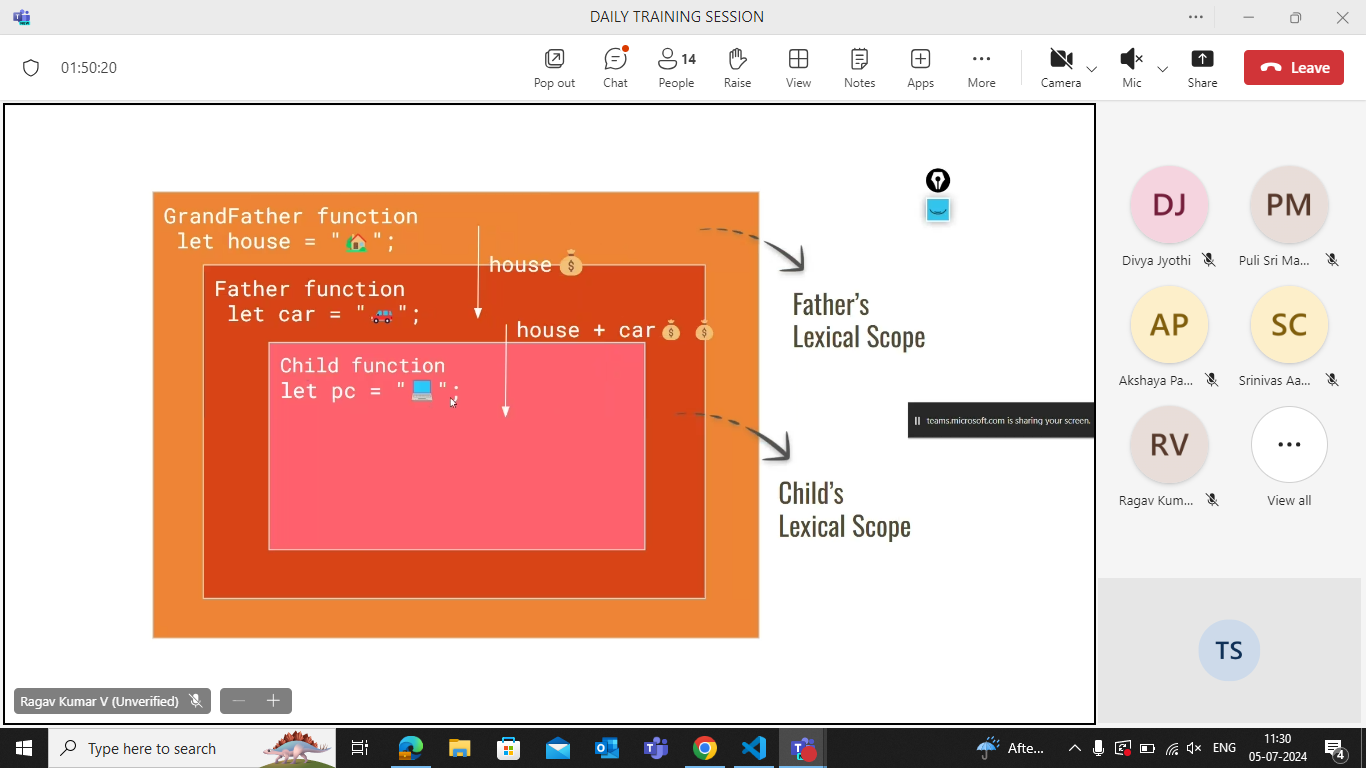 DAILY TRAINING SESSION
01:50:20
Pop out
Chat
14
People
Raise
View
Notes
Apps
More
Camera
Mic
Share
Leave
GrandFather function
let house = "🏠";
house 💰
Father function
let car = "🚗";
house + car 💰 💰
Child function
let pc = "💻";
Father's
Lexical Scope
Child's
Lexical Scope
teams.microsoft.com is sharing your screen.
DJ
Divya Jyothi
PM
Puli Sri Ma...
AP
Akshaya Pa...
SC
Srinivas Aa...
RV
Ragav Kum...
View all
TS
Ragav Kumar V (Unverified)
Type here to search
Afte...
ENG
11:30
05-07-2024
4